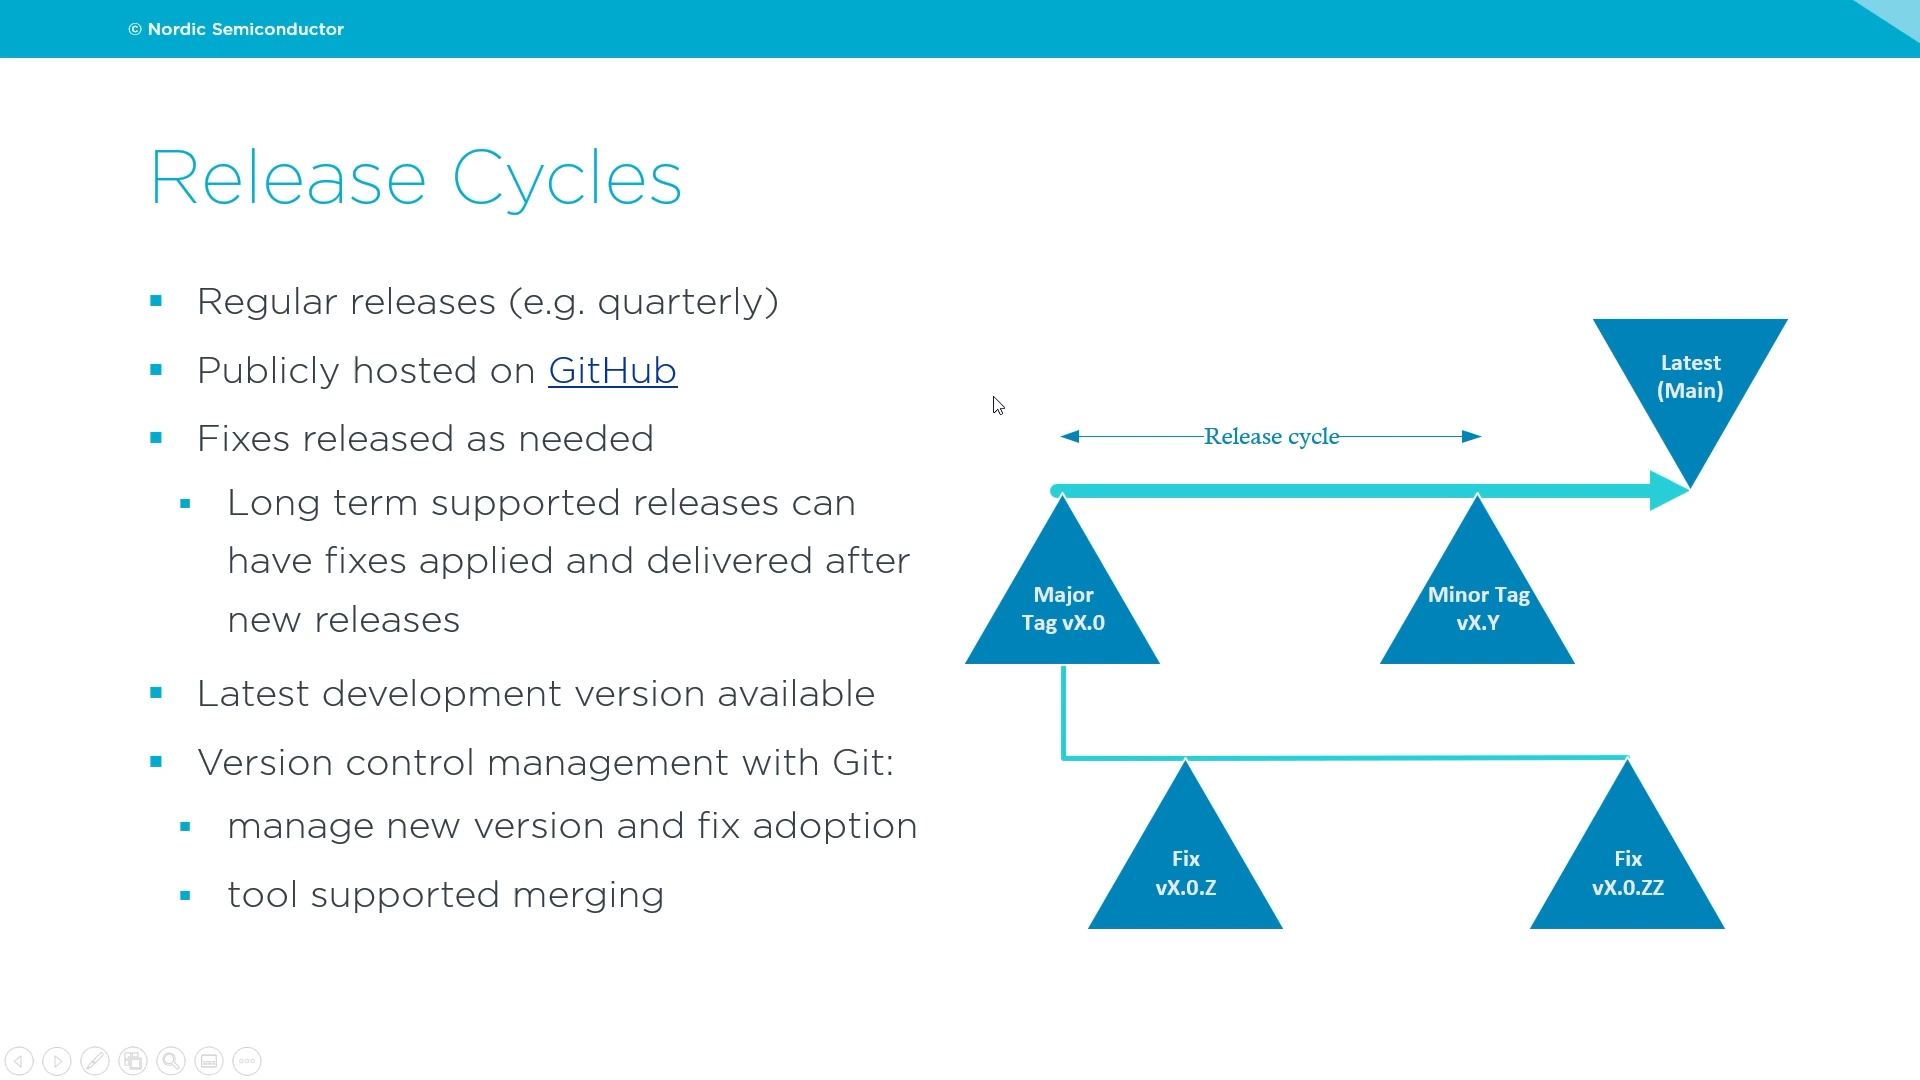 © Nordic Semiconductor
Release Cycles
Regular releases (e.g. quarterly)
Publicly hosted on GitHub
Fixes released as needed
Long term supported releases can
have fixes applied and delivered after
new releases
Latest development version available
Version control management with Git:
manage new version and fix adoption
tool supported merging
Latest
(Main)
Release cycle
Major
Tag vX.0
Minor Tag
vX.Y
Fix
vX.0.Z
Fix
vX.0.ZZ